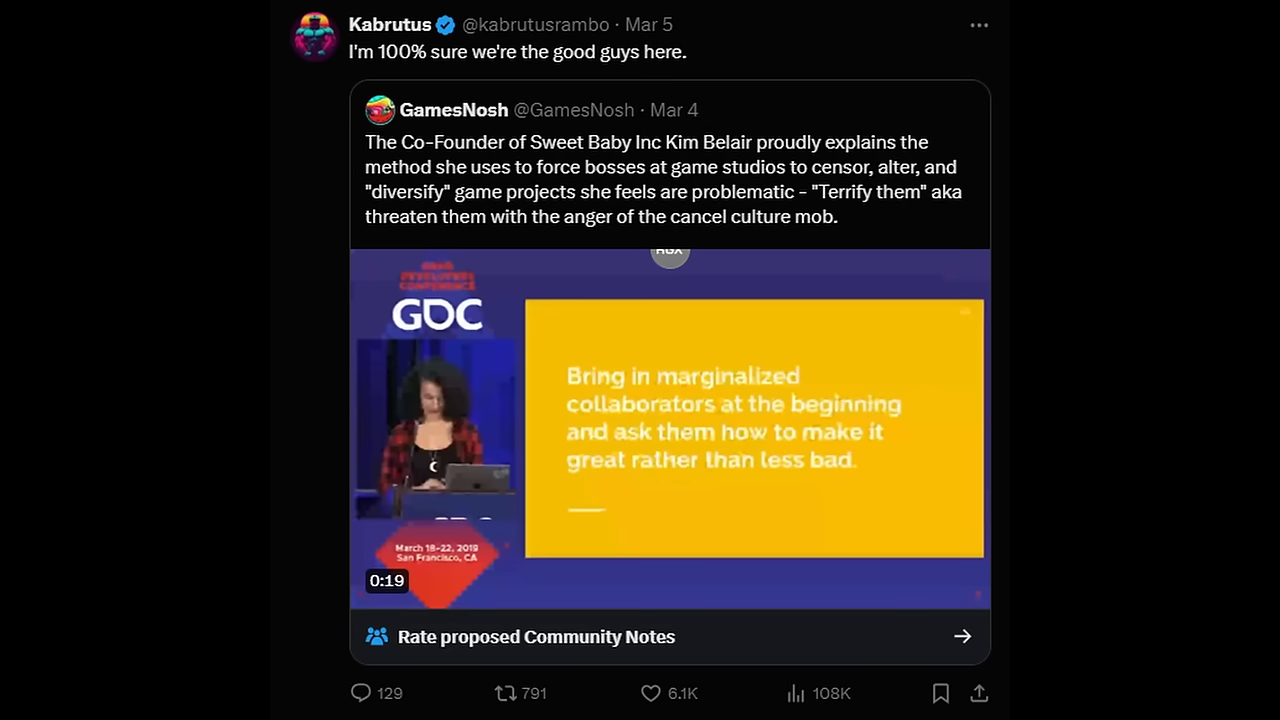 Kabrutus @kabrutusrambo · Mar 5
I'm 100% sure we're the good guys here.
GamesNosh @GamesNosh · Mar 4
The Co-Founder of Sweet Baby Inc Kim Belair proudly explains the
method she uses to force bosses at game studios to censor, alter, and
"diversify" game projects she feels are problematic - "Terrify them" aka
threaten them with the anger of the cancel culture mob.
GDC
Bring in marginalized
collaborators at the beginning
and ask them how to make it
great rather than less bad.
March 18-22, 2019
San Francisco, CA
0:19
Rate proposed Community Notes
129 791 6.1K 108K